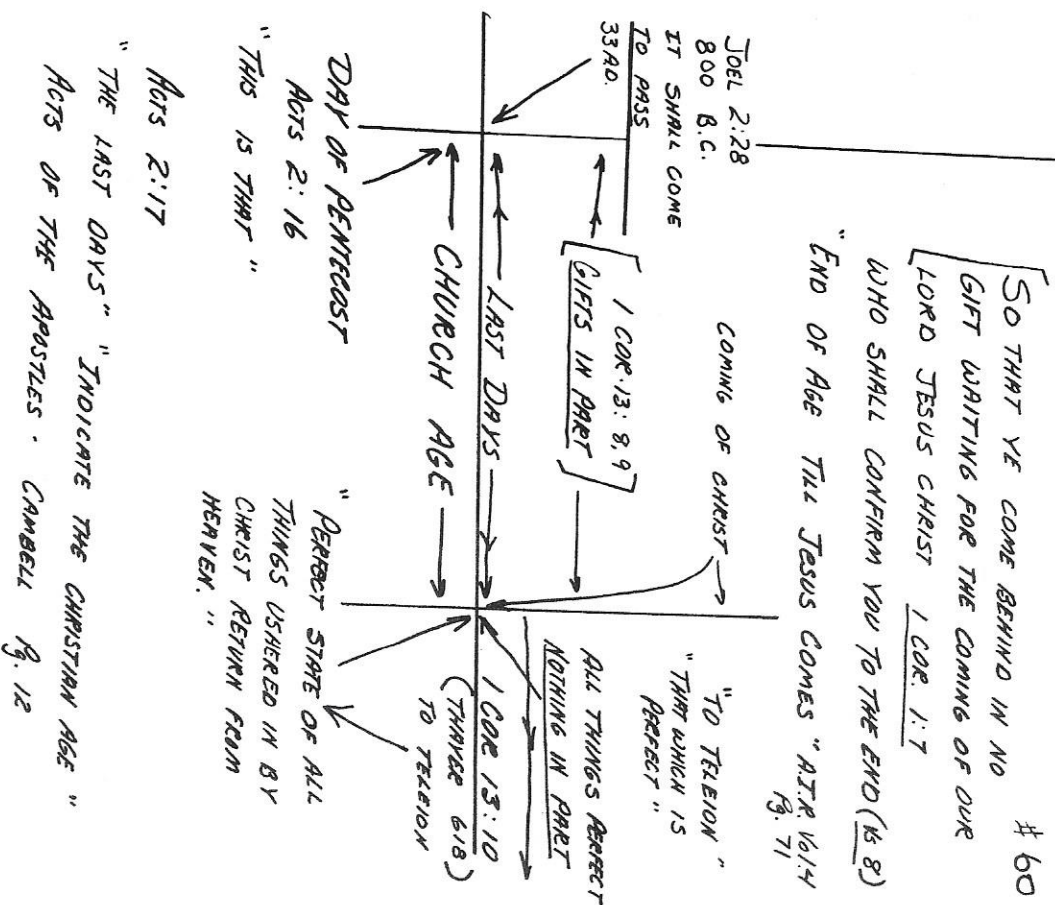 # 60
SO THAT YE COME BEHIND IN NO
GIFT WAITING FOR THE COMING OF OUR
LORD JESUS CHRIST 1 COR. 1:7
WHO SHALL CONFIRM YOU TO THE END (VS 8)
"END OF AGE TILL JESUS COMES" A.T.R. Vol.4
Pg. 71
JOEL 2:28
800 B.C.
IT SHALL COME
TO PASS
33 AD.
COMING OF CHRIST
"TO TELEION"
"THAT WHICH IS
PERFECT"
1 COR. 13: 8,9
GIFTS IN PART
ALL THINGS PERFECT
NOTHING IN PART
LAST DAYS
1 COR 13:10
CHURCH AGE
(THAYER 618)
TO TELEION
DAY OF PENTECOST
ACTS 2:16
"THIS IS THAT"
"PERFECT STATE OF ALL
THINGS USHERED IN BY
CHRIST RETURN FROM
HEAVEN."
ACTS 2:17
"THE LAST DAYS" "INDICATE THE CHRISTIAN AGE"
ACTS OF THE APOSTLES. CAMBELL Pg. 12